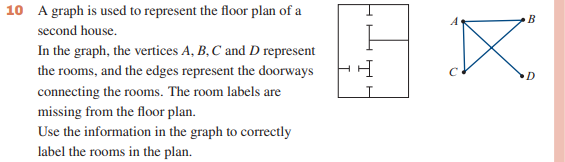 10 A graph is used to represent the floor plan of a
second house.
In the graph, the vertices A, B, C and D represent
the rooms, and the edges represent the doorways
connecting the rooms. The room labels are
missing from the floor plan.
Use the information in the graph to correctly
label the rooms in the plan.
A
B
C
D